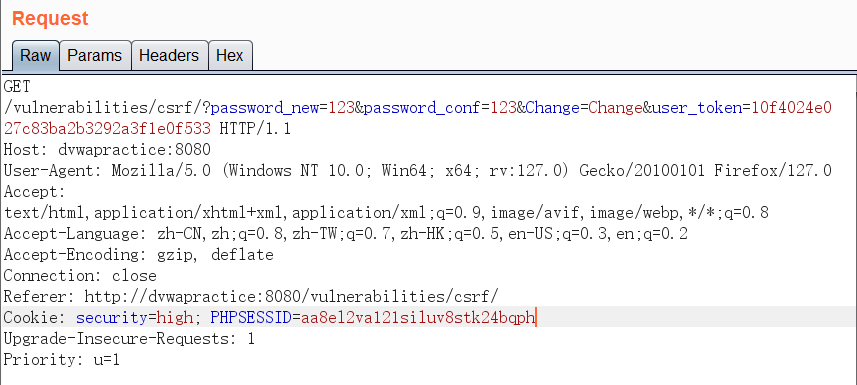 Request
Raw Params Headers Hex
GET
/vulnerabilities/csrf/?password_new=123&password_conf=123&Change=Change&user_token=10f4024e0
27c83ba2b3292a3f1e0f533 HTTP/1.1
Host: dvwapractice:8080
User-Agent: Mozilla/5.0 (Windows NT 10.0; Win64; x64; rv:127.0) Gecko/20100101 Firefox/127.0
Accept:
text/html,application/xhtml+xml,application/xml;q=0.9,image/avif,image/webp,*/*;q=0.8
Accept-Language: zh-CN,zh;q=0.8,zh-TW;q=0.7,zh-HK;q=0.5,en-US;q=0.3,en;q=0.2
Accept-Encoding: gzip, deflate
Connection: close
Referer: http://dvwapractice:8080/vulnerabilities/csrf/
Cookie: security=high; PHPSESSID=aa8el2va121siluv8stk24bqph
Upgrade-Insecure-Requests: 1
Priority: u=1